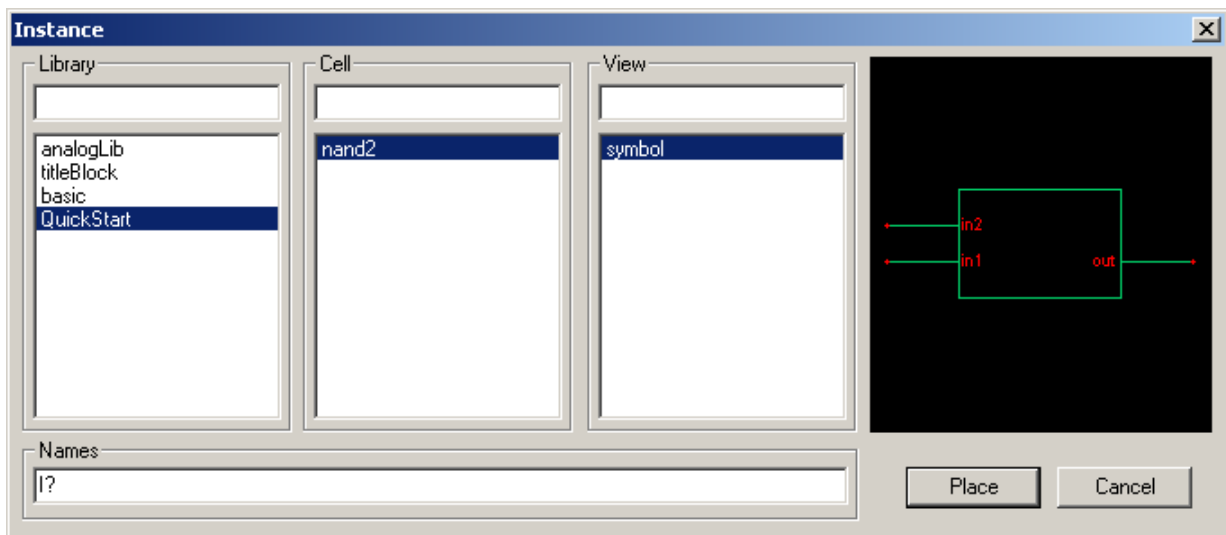 Instance
Library
Cell
View
analogLib
titleBlock
basic
QuickStart
nand2
symbol
in2
in1
out
Names
I?
Place
Cancel